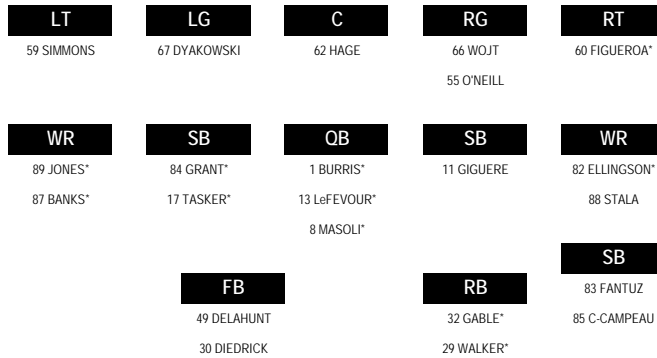 LT LG C RG RT
59 SIMMONS 67 DYAKOWSKI 62 HAGE 66 WOJT 60 FIGUEROA*
55 O'NEILL
WR SB QB SB WR
89 JONES* 84 GRANT* 1 BURRIS* 11 GIGUERE 82 ELLINGSON*
87 BANKS* 17 TASKER* 13 LeFEVOUR* 88 STALA
8 MASOLI*
SB
FB RB 83 FANTUZ
49 DELAHUNT 32 GABLE* 85 C-CAMPEAU
30 DIEDRICK 29 WALKER*